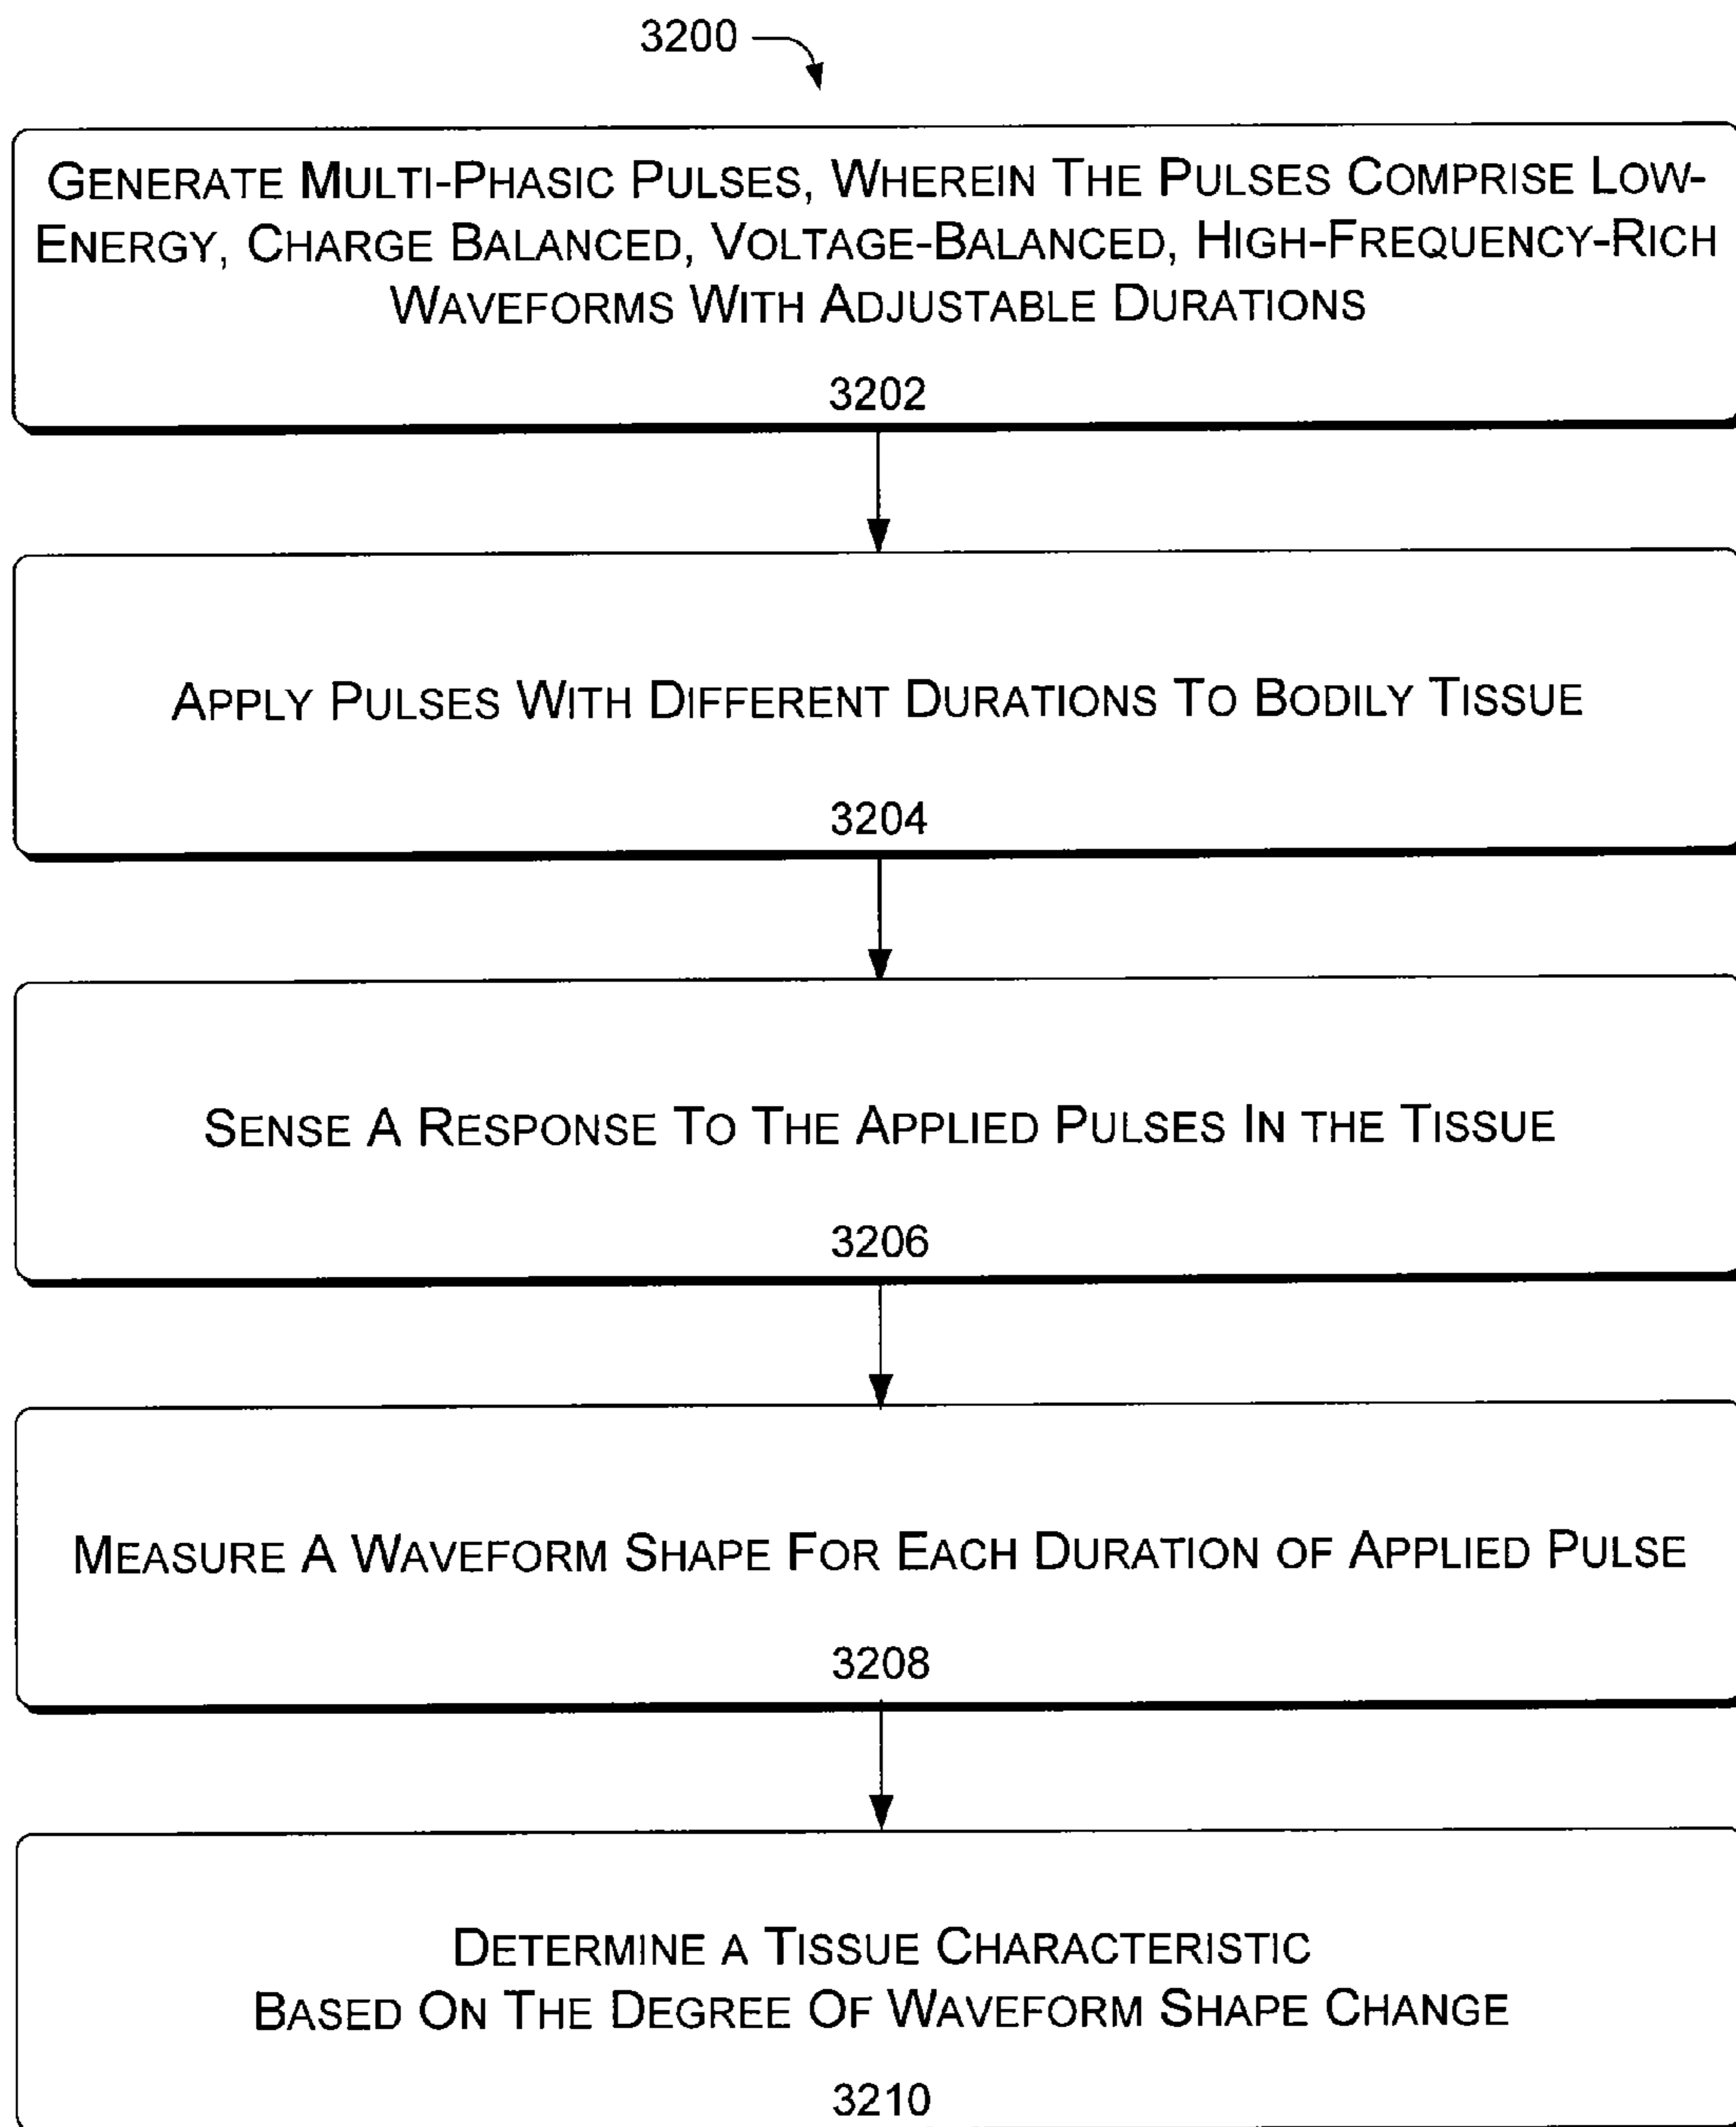 3200
GENERATE MULTI-PHASIC PULSES, WHEREIN THE PULSES COMPRISE LOW-
ENERGY, CHARGE BALANCED, VOLTAGE-BALANCED, HIGH-FREQUENCY-RICH
WAVEFORMS WITH ADJUSTABLE DURATIONS
3202
APPLY PULSES WITH DIFFERENT DURATIONS TO BODILY TISSUE
3204
SENSE A RESPONSE TO THE APPLIED PULSES IN THE TISSUE
3206
MEASURE A WAVEFORM SHAPE FOR EACH DURATION OF APPLIED PULSE
3208
DETERMINE A TISSUE CHARACTERISTIC
BASED ON THE DEGREE OF WAVEFORM SHAPE CHANGE
3210